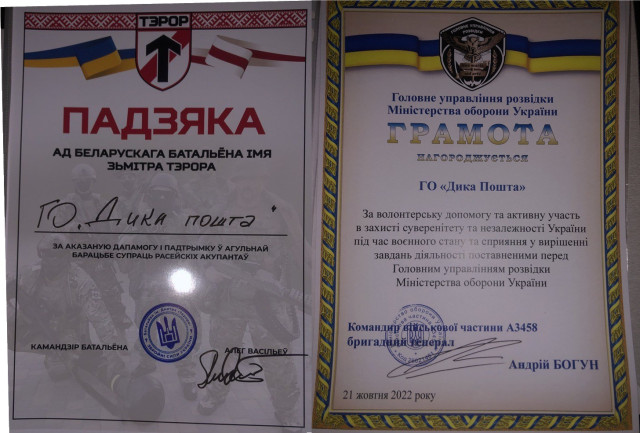 ТЭРОР
ПАДЗЯКА
АД БЕЛАРУСКАГА БАТАЛЬЁНА ІМЯ
ЗЬМІТРА ТЭРОРА
ГО „Дика пошта"
ЗА АКАЗАНУЮ ДАПАМОГУ І ПАДТРЫМКУ Ў АГУЛЬНАЙ
БАРАЦЬБЕ СУПРАЦЬ РАСЕЙСКІХ АКУПАНТАЎ
КАМАНДЗІР БАТАЛЬЁНА
АЛЕГ ВАСІЛЬЕЎ
Головне управління розвідки
Міністерства оборони України
ГРАМОТА
НАГОРОДЖУЄТЬСЯ
ГО «Дика Пошта»
За волонтерську допомогу та активну участь
в захисті суверенітету та незалежності України
під час воєнного стану та сприяння у вирішенні
завдань діяльності поставленими перед
Головним управлінням розвідки
Міністерства оборони України
Командир військової частини А3458
бригадний генерал
Андрій БОГУН
21 жовтня 2022 року